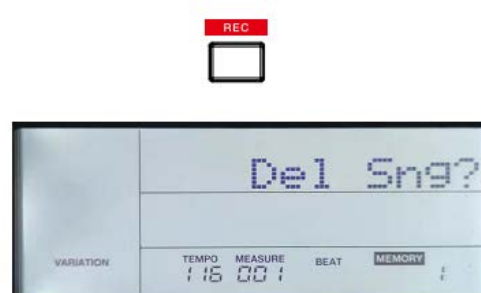 REC
Del Sng?
VARIATION TEMPO MEASURE BEAT MEMORY
116 001 1